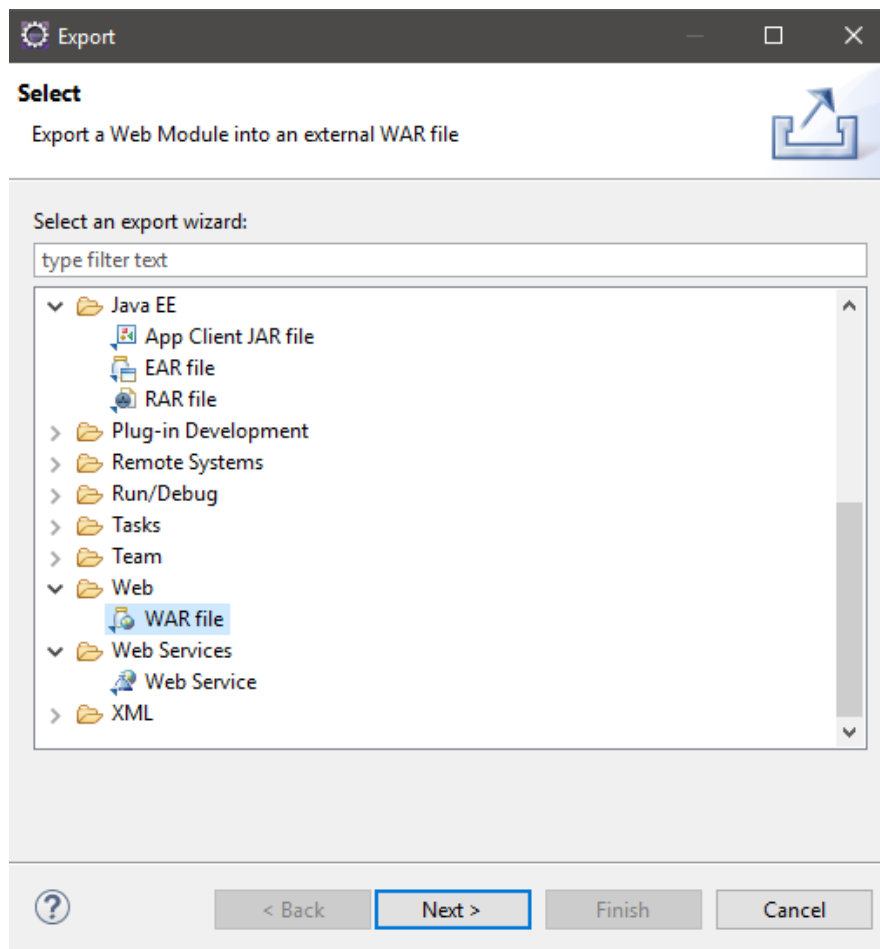 Export
Select
Export a Web Module into an external WAR file
Select an export wizard:
type filter text
Java EE
App Client JAR file
EAR file
RAR file
Plug-in Development
Remote Systems
Run/Debug
Tasks
Team
Web
WAR file
Web Services
Web Service
XML
? < Back Next > Finish Cancel